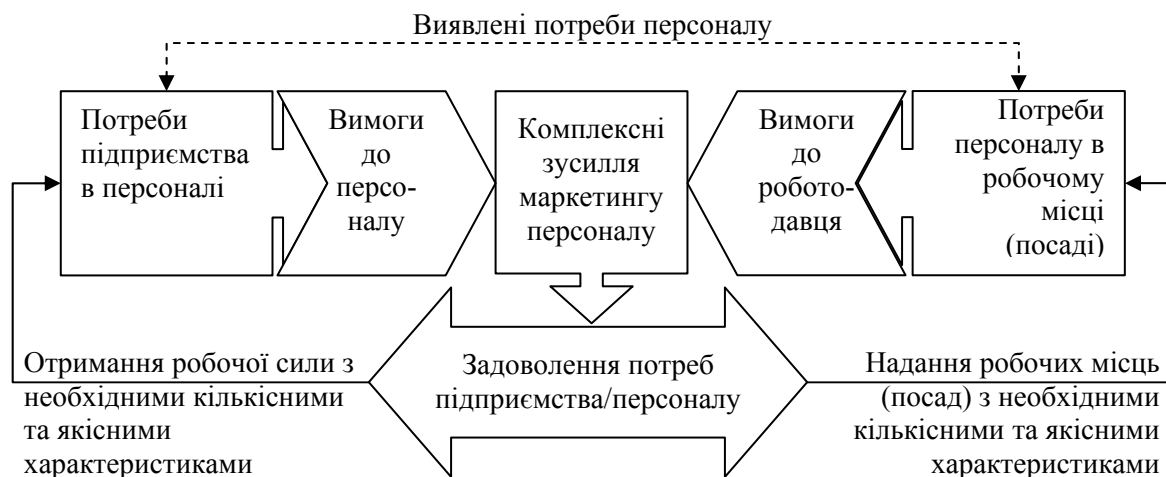 Виявлені потреби персоналу
Потреби
підприємства
в персоналі
Вимоги
до
персо-
налу
Комплексні
зусилля
маркетингу
персоналу
Вимоги
до
робото-
давця
Потреби
персоналу в
робочому
місці
(посаді)
Отримання робочої сили з
необхідними кількісними
та якісними
характеристиками
Задоволення потреб
підприємства/персоналу
Надання робочих місць
(посад) з необхідними
кількісними та якісними
характеристиками